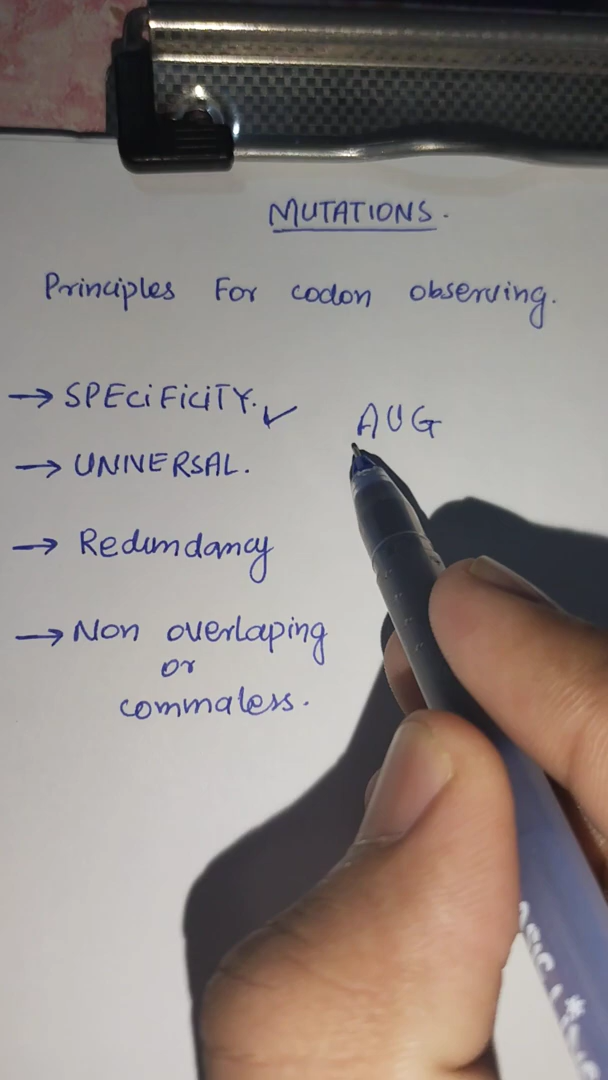 MUTATIONS.
Principles For codon observing.
→ SPECiFiCiTY. ✓ AUG
→ UNIVERSAL.
→ Redundancy
→ Non overlaping
or
commaless.